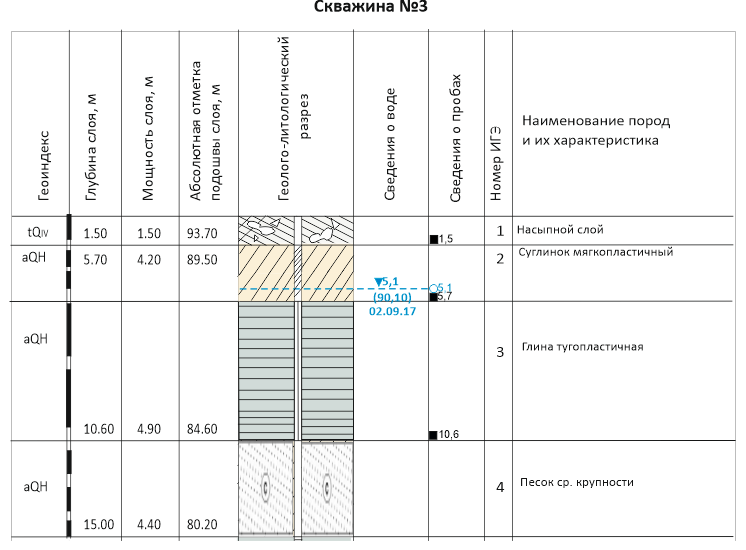 Скважина №3
Геоиндекс
Глубина слоя, м
Мощность слоя, м
Абсолютная отметка
подошвы слоя, м
Геолого-литологический
разрез
Сведения о воде
Сведения о пробах
Номер ИГЭ
Наименование пород
и их характеристика
tQIV
1.50
1.50
93.70
1,5
1
Насыпной слой
aQH
5.70
4.20
89.50
2
Суглинок мягкопластичный
5,1
(90,10)
02.09.17
5,1
5,7
aQH
3
Глина тугопластичная
10.60
4.90
84.60
10,6
aQH
4
Песок ср. крупности
15.00
4.40
80.20